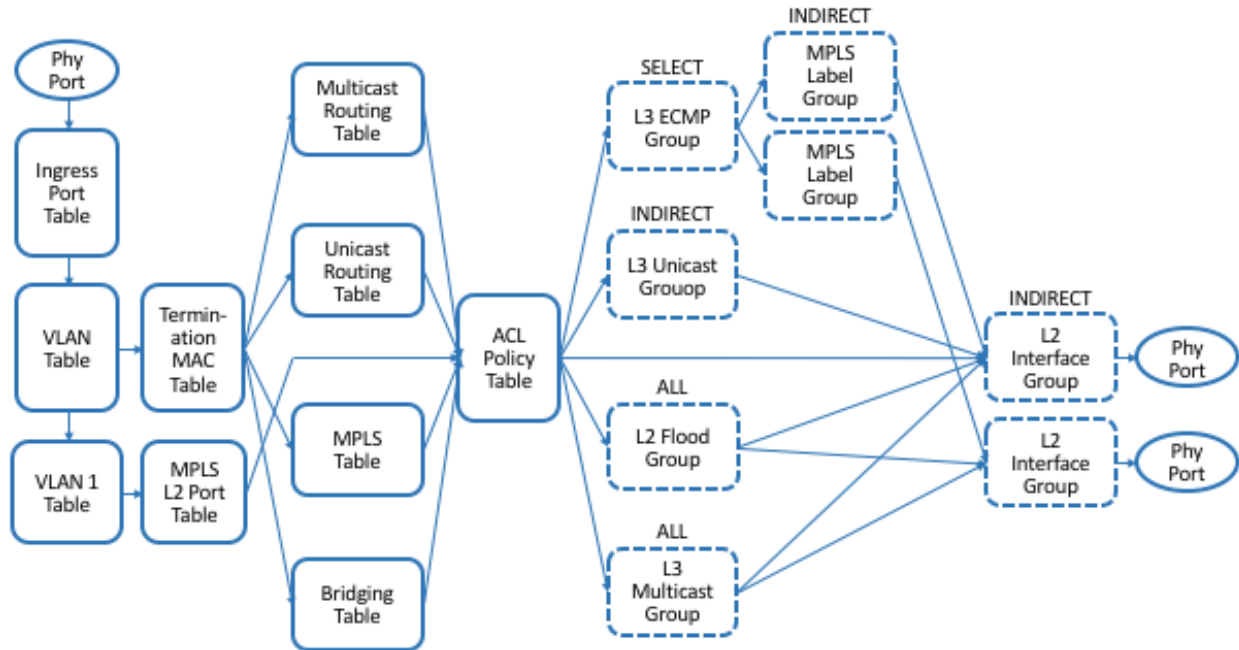 Phy
Port
Ingress
Port
Table
VLAN
Table
VLAN 1
Table
Termin-
ation
MAC
Table
MPLS
L2 Port
Table
Multicast
Routing
Table
Unicast
Routing
Table
MPLS
Table
Bridging
Table
ACL
Policy
Table
SELECT
L3 ECMP
Group
INDIRECT
MPLS
Label
Group
MPLS
Label
Group
INDIRECT
L3 Unicast
Grouop
ALL
L2 Flood
Group
ALL
L3
Multicast
Group
INDIRECT
L2
Interface
Group
L2
Interface
Group
Phy
Port
Phy
Port